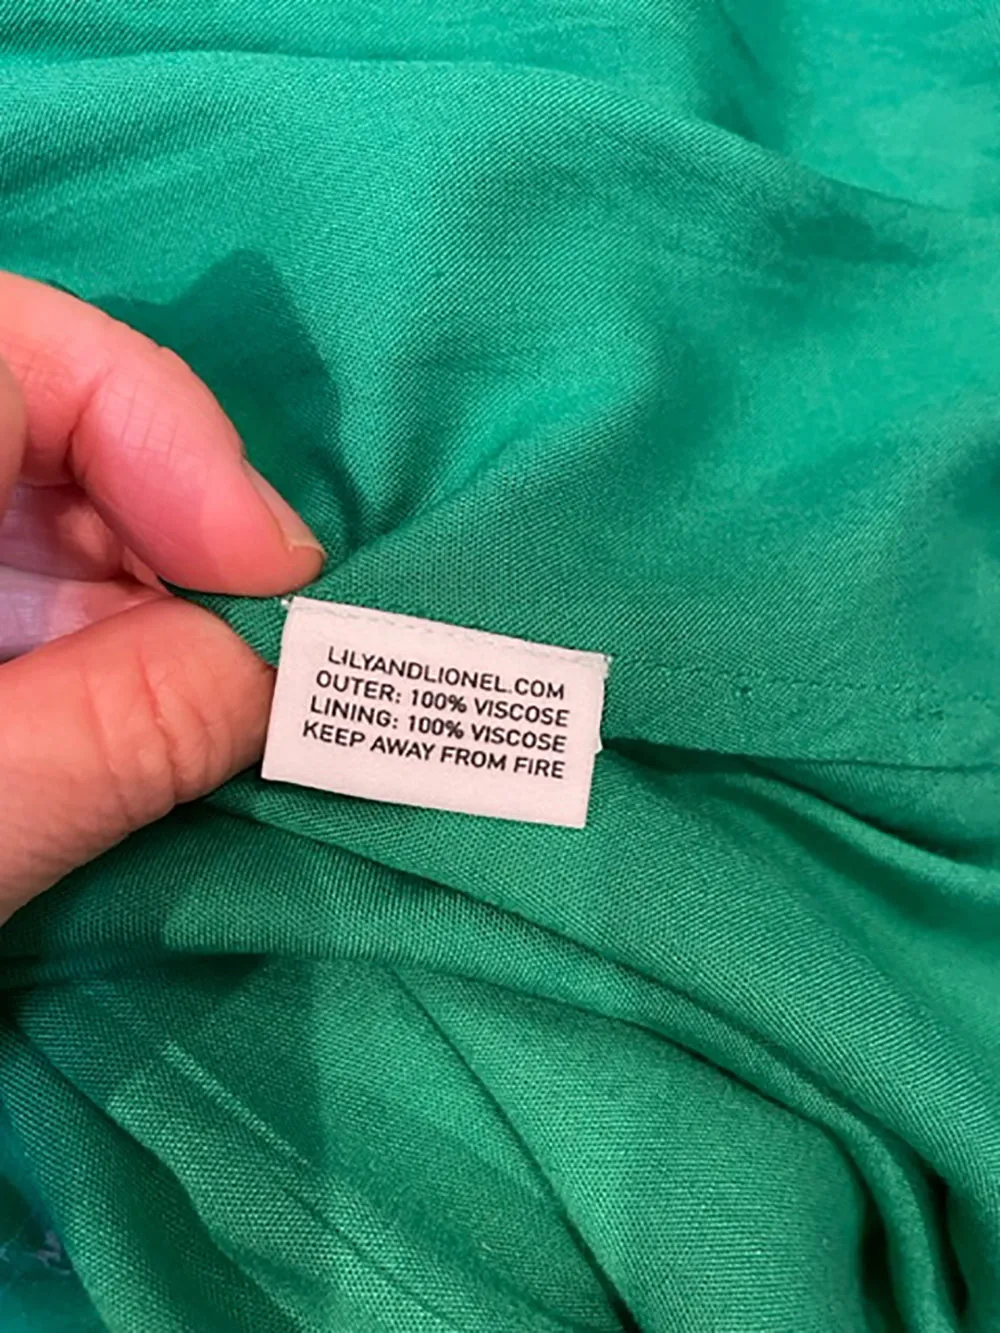 LILYANDLIONEL.COM
OUTER: 100% VISCOSE
LINING: 100% VISCOSE
KEEP AWAY FROM FIRE